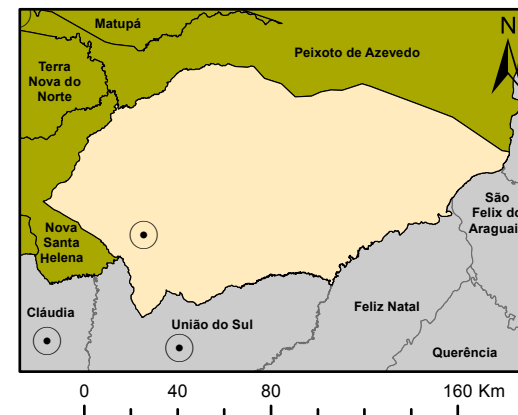 Matupá
N
Peixoto de Azevedo
Terra
Nova do
Norte
São
Felix do
Araguai
Nova
Santa
Helena
Cláudia
União do Sul
Feliz Natal
Querência
0 40 80 160 Km